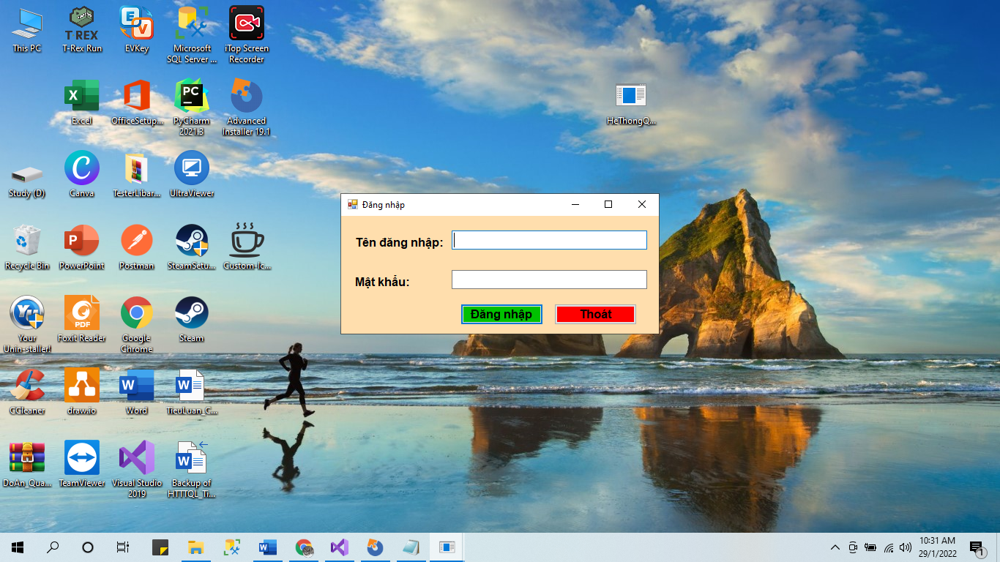 This PC
T REX
T-Rex Run
EVKey
Microsoft
SQL Server ...
iTop Screen
Recorder
Excel
OfficeSetup...
PC
PyCharm
2021.3
Advanced
Installer 19.1
HeThongQ...
Study (D)
Canva
TesterLibar...
UltraViewer
Recycle Bin
PowerPoint
Postman
SteamSetu...
Custom-Ic...
PDF
Your
Unin-staller!
Foxit Reader
Google
Chrome
Steam
CCleaner
draw.io
Word
TieuLuan_C...
DoAn_Qua...
TeamViewer
Visual Studio
2019
Backup of
HTTTQL_Ti...
Đăng nhập
Tên đăng nhập:
Mật khẩu:
Đăng nhập
Thoát
10:31 AM
29/1/2022
1